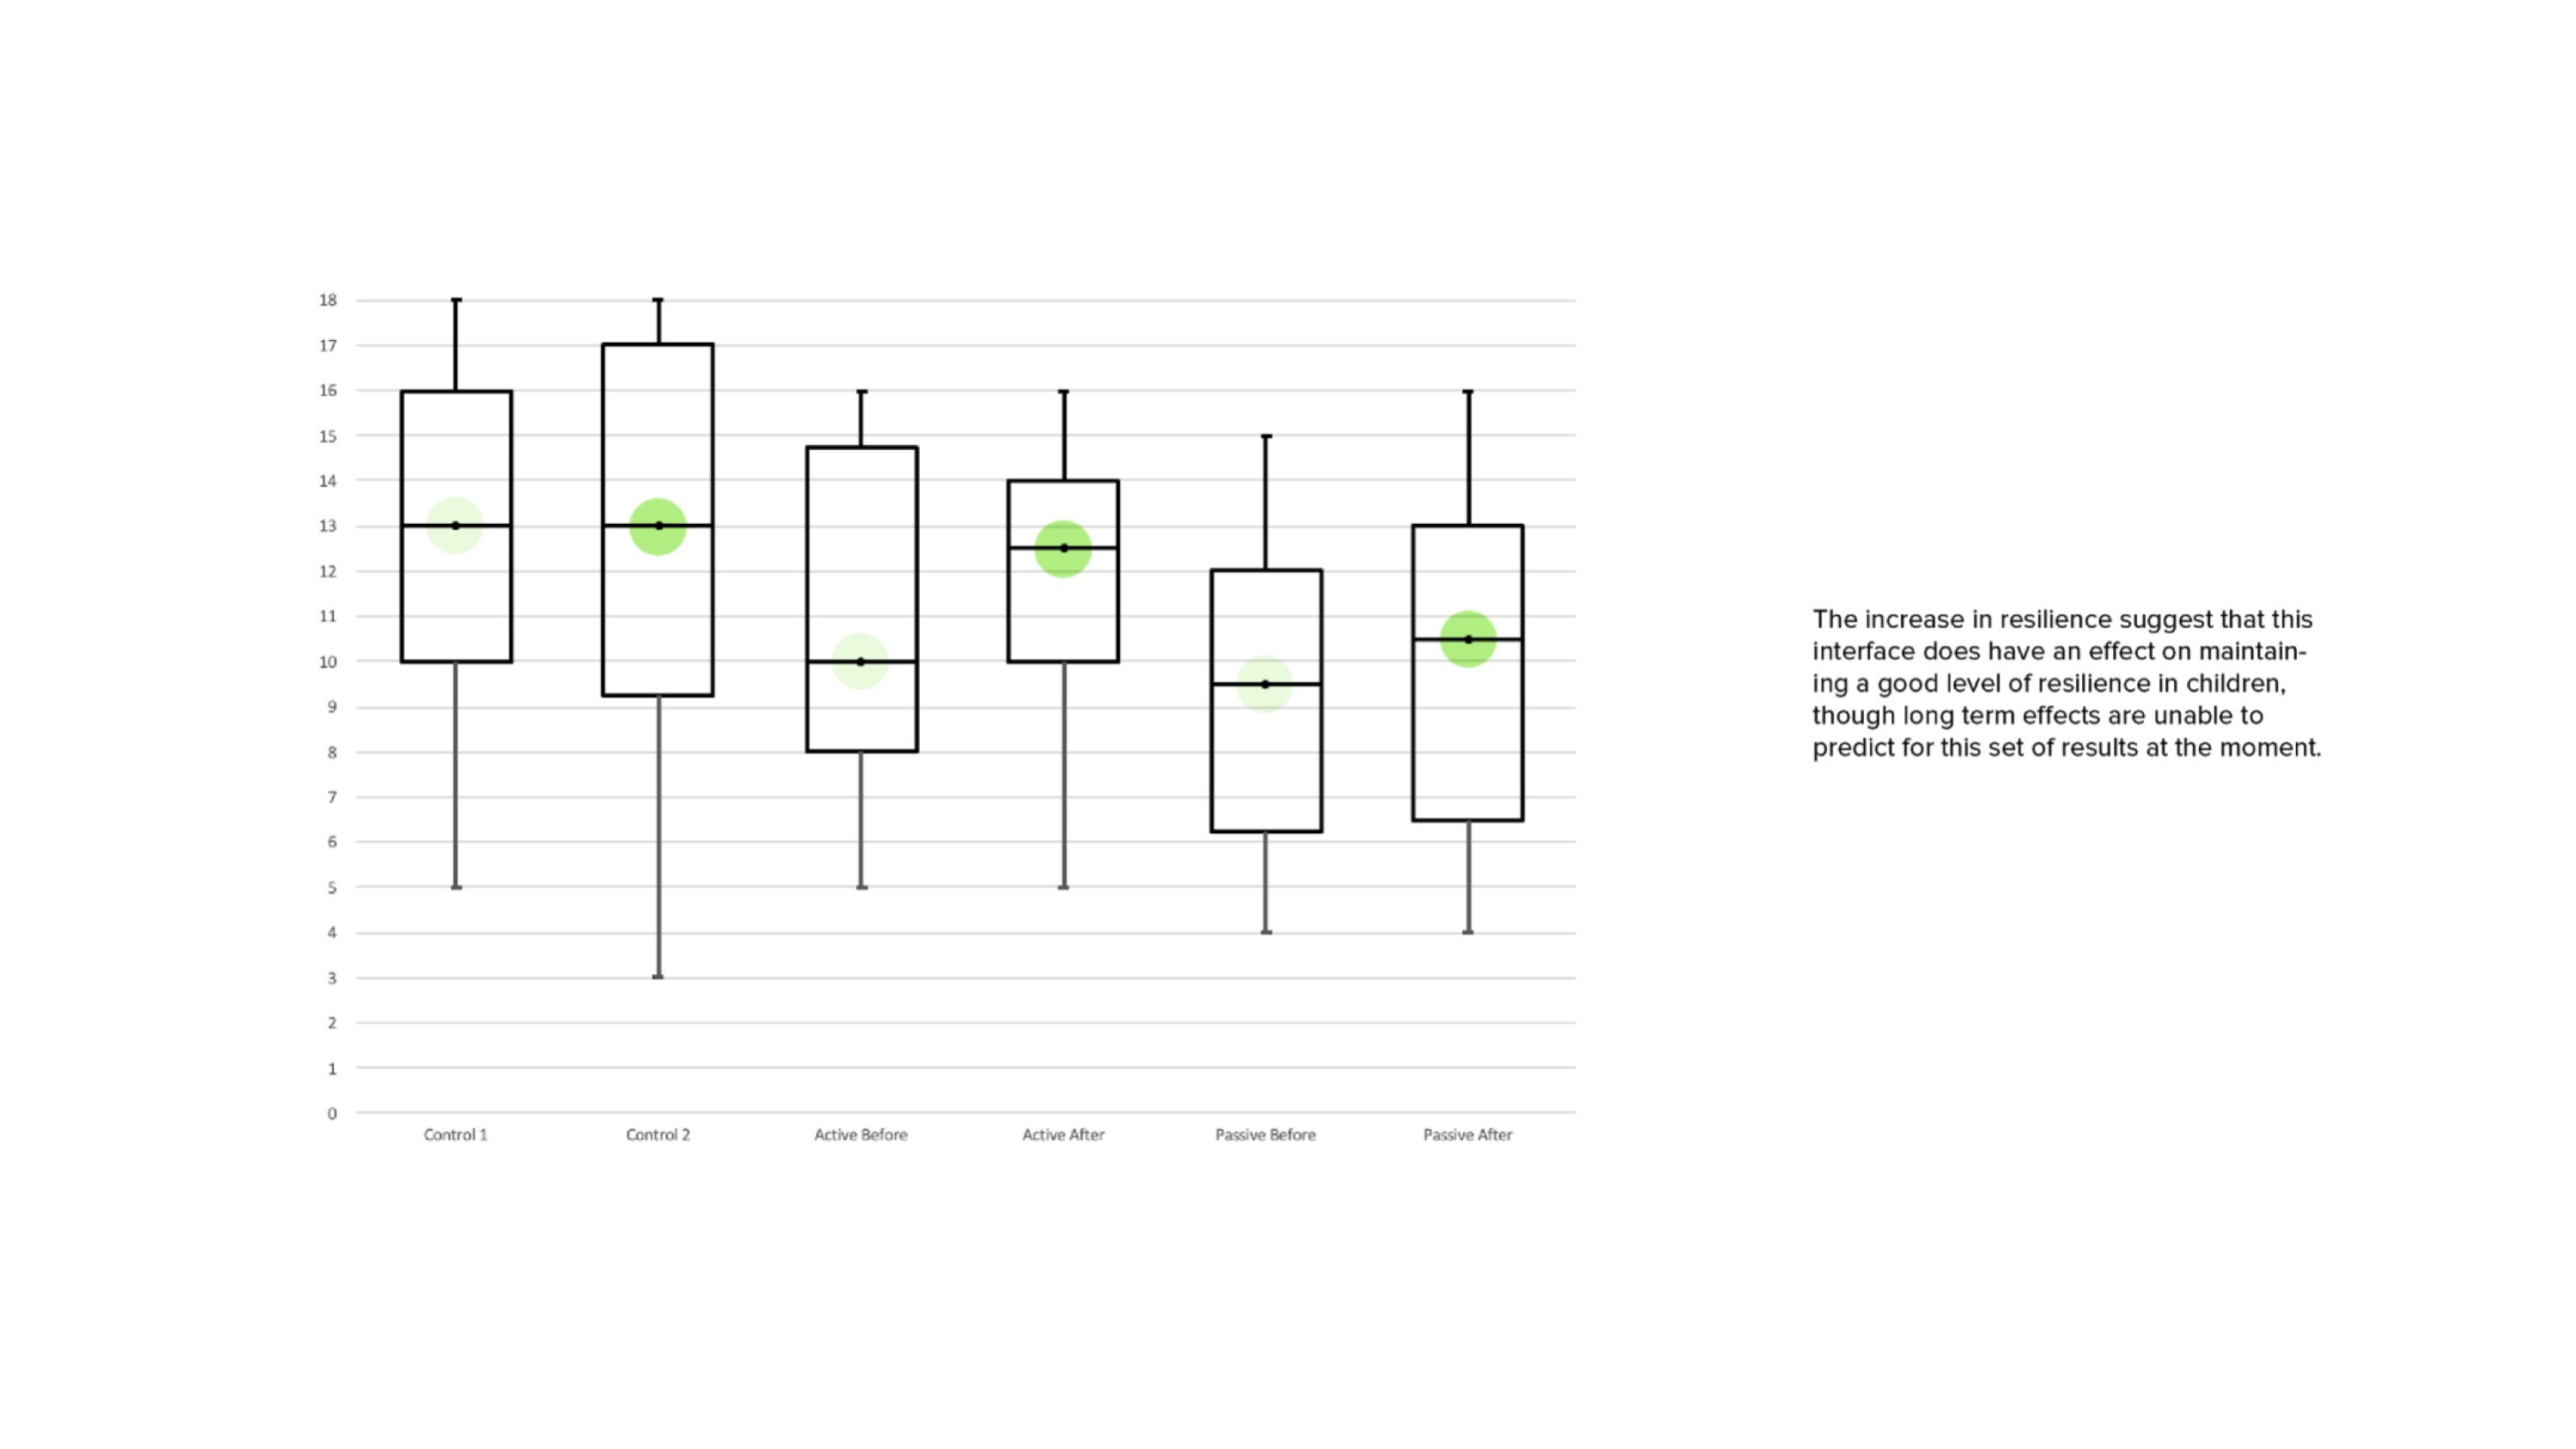 18
17
16
15
14
13
12
11
10
9
8
7
6
5
4
3
2
1
0
Control 1
Control 2
Active Before
Active After
Passive Before
Passive After
The increase in resilience suggest that this
interface does have an effect on maintain-
ing a good level of resilience in children,
though long term effects are unable to
predict for this set of results at the moment.